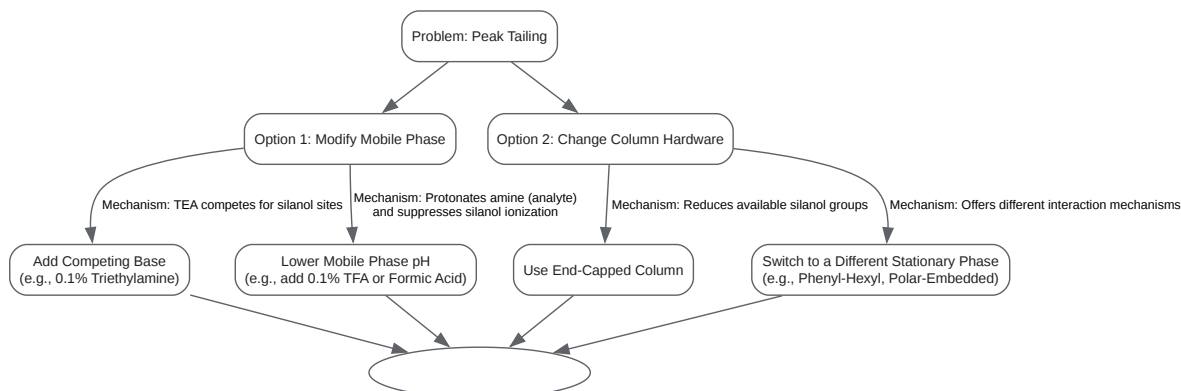 Problem: Peak Tailing
Option 1: Modify Mobile Phase
Option 2: Change Column Hardware
Mechanism: TEA competes for silanol sites
Mechanism: Protonates amine (analyte)
and suppresses silanol ionization
Mechanism: Reduces available silanol groups
Mechanism: Offers different interaction mechanisms
Add Competing Base
(e.g., 0.1% Triethylamine)
Lower Mobile Phase pH
(e.g., add 0.1% TFA or Formic Acid)
Use End-Capped Column
Switch to a Different Stationary Phase
(e.g., Phenyl-Hexyl, Polar-Embedded)